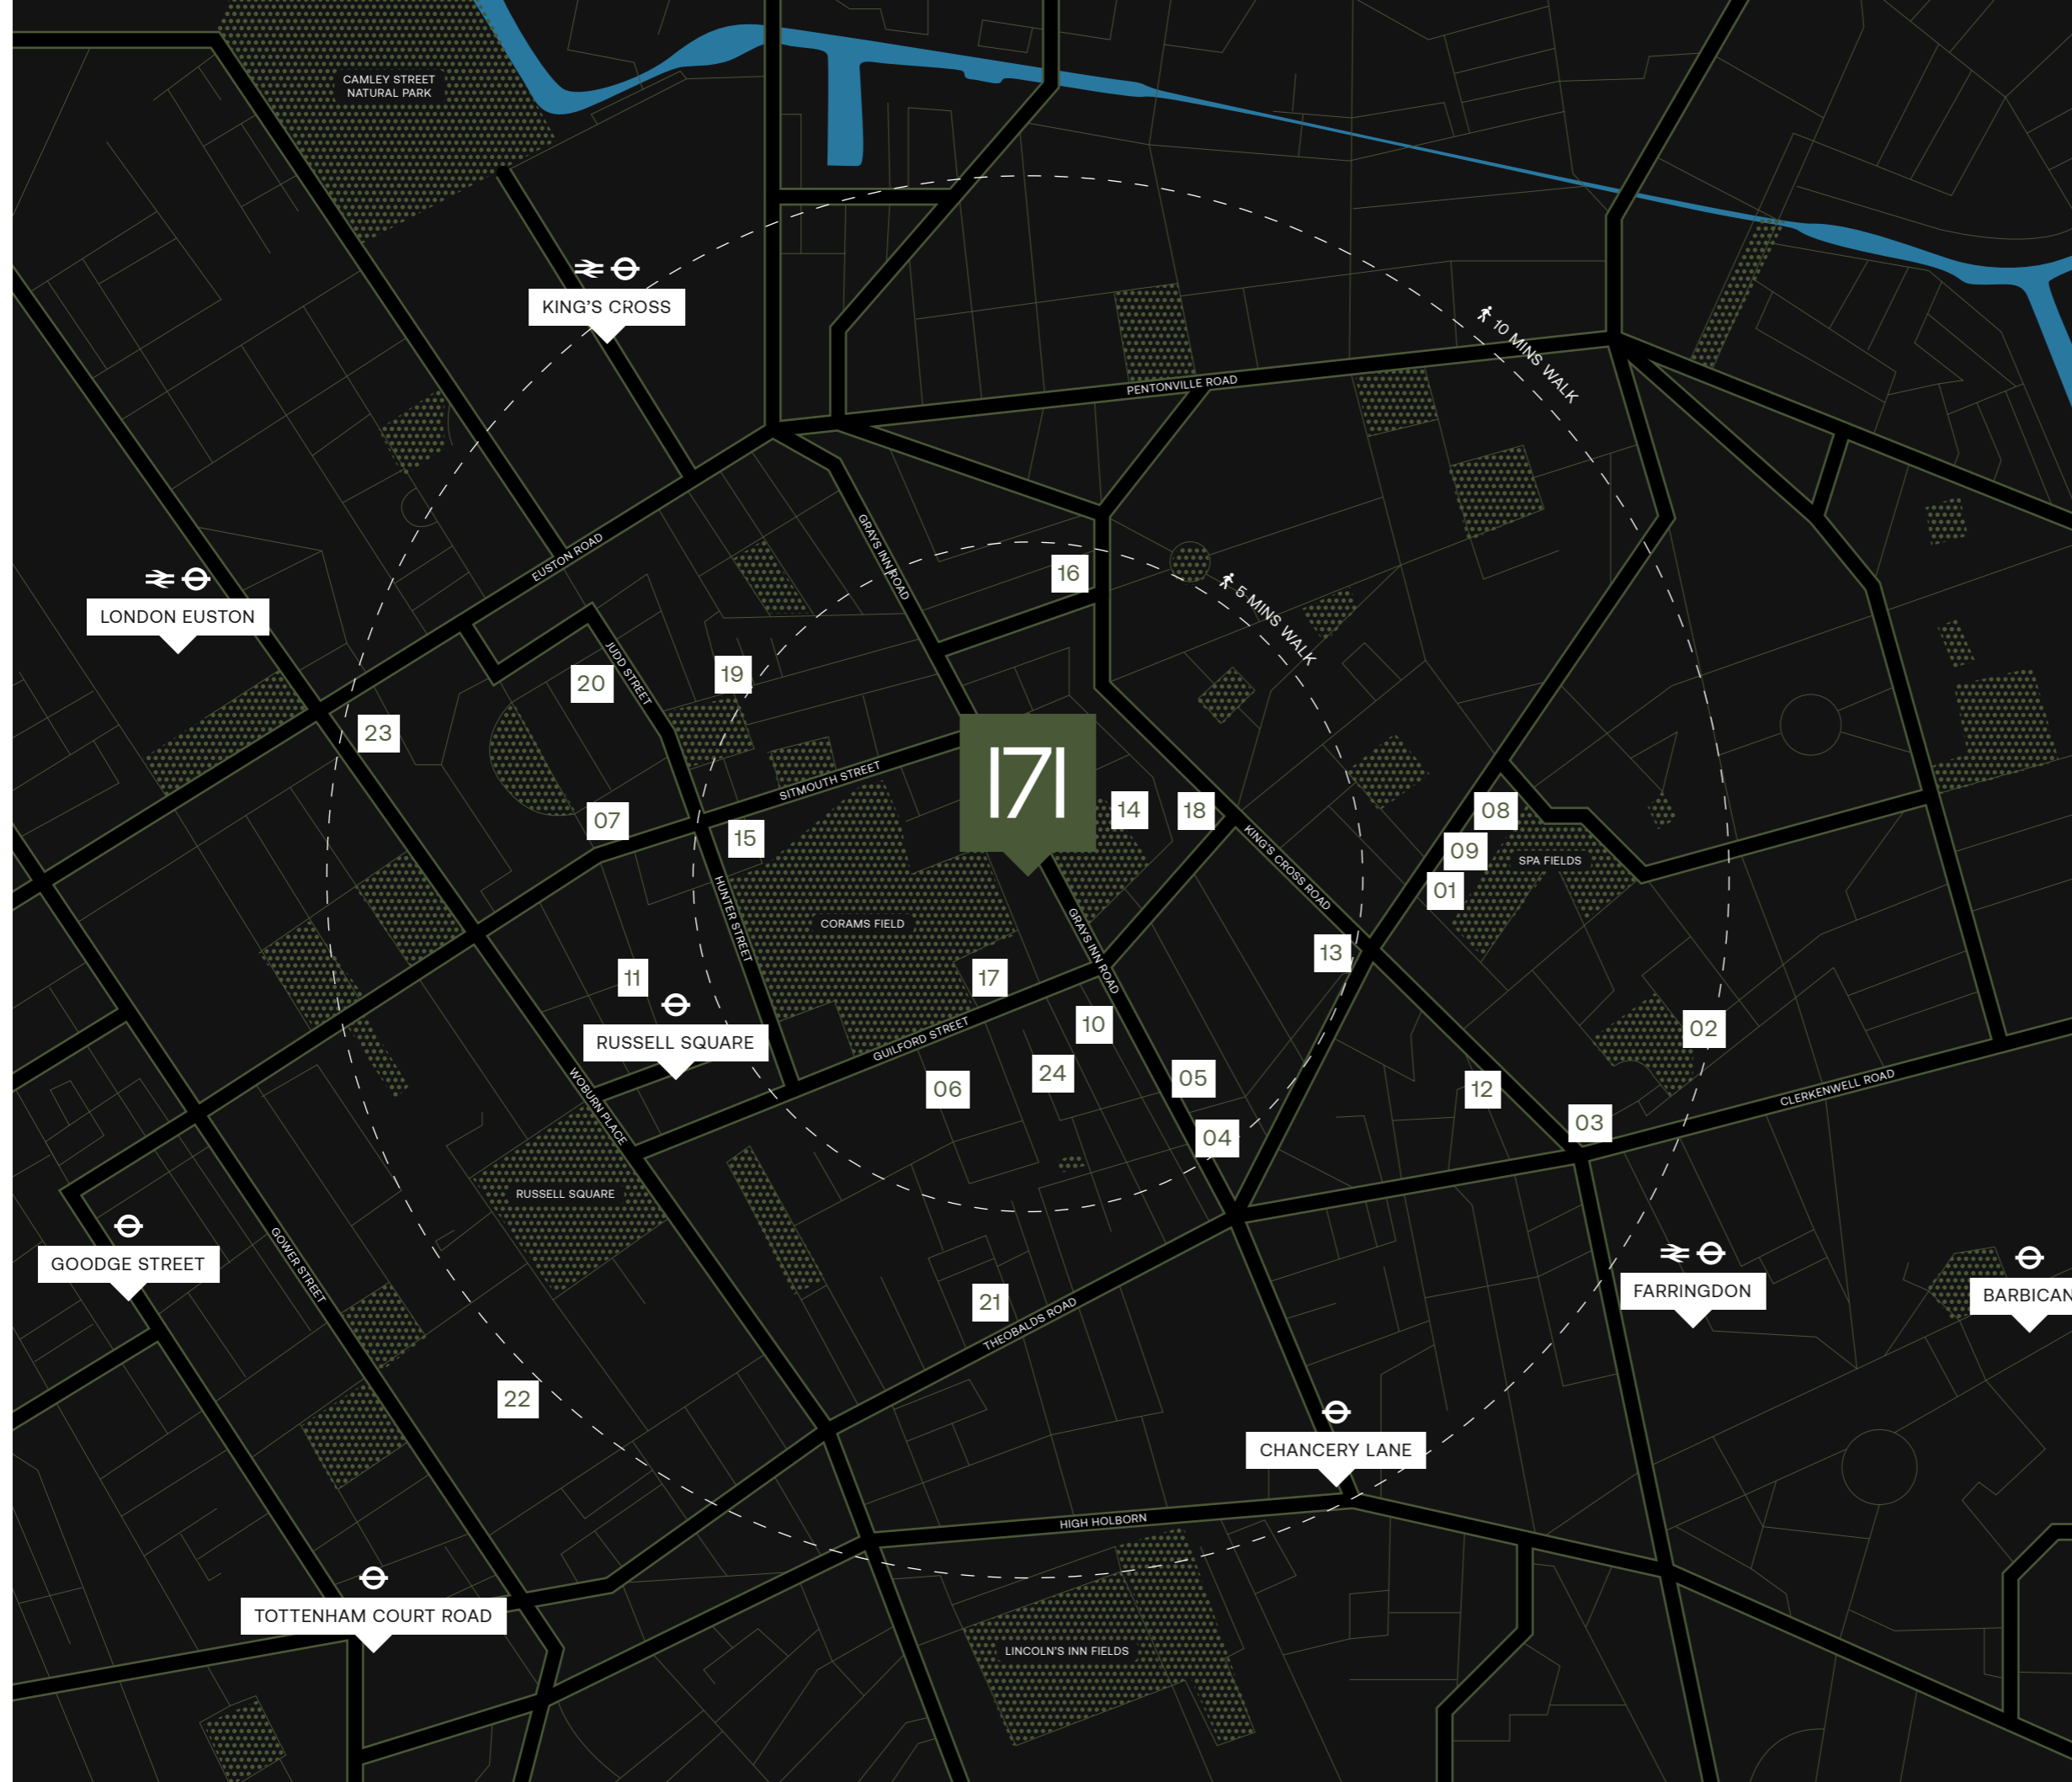 CAMLEY STREET
NATURAL PARK
KING'S CROSS
10 MINS WALK
PENTONVILLE ROAD
GRAYS INN ROAD
EUSTON ROAD
16
5 MINS WALK
LONDON EUSTON
JUDD STREET
19
20
23
171
SITMOUTH STREET
14
18
08
07
15
KING'S CROSS ROAD
09
SPA FIELDS
01
HUNTER STREET
CORAMS FIELD
GRAYS INN ROAD
13
11
17
RUSSELL SQUARE
GUILFORD STREET
10
02
24
05
06
12
CLERKENWELL ROAD
WOBURN PLACE
04
03
RUSSELL SQUARE
GOODGE STREET
GOWER STREET
21
THEOBALDS ROAD
FARRINGDON
BARBICAN
22
CHANCERY LANE
HIGH HOLBORN
TOTTENHAM COURT ROAD
LINCOLN'S INN FIELDS